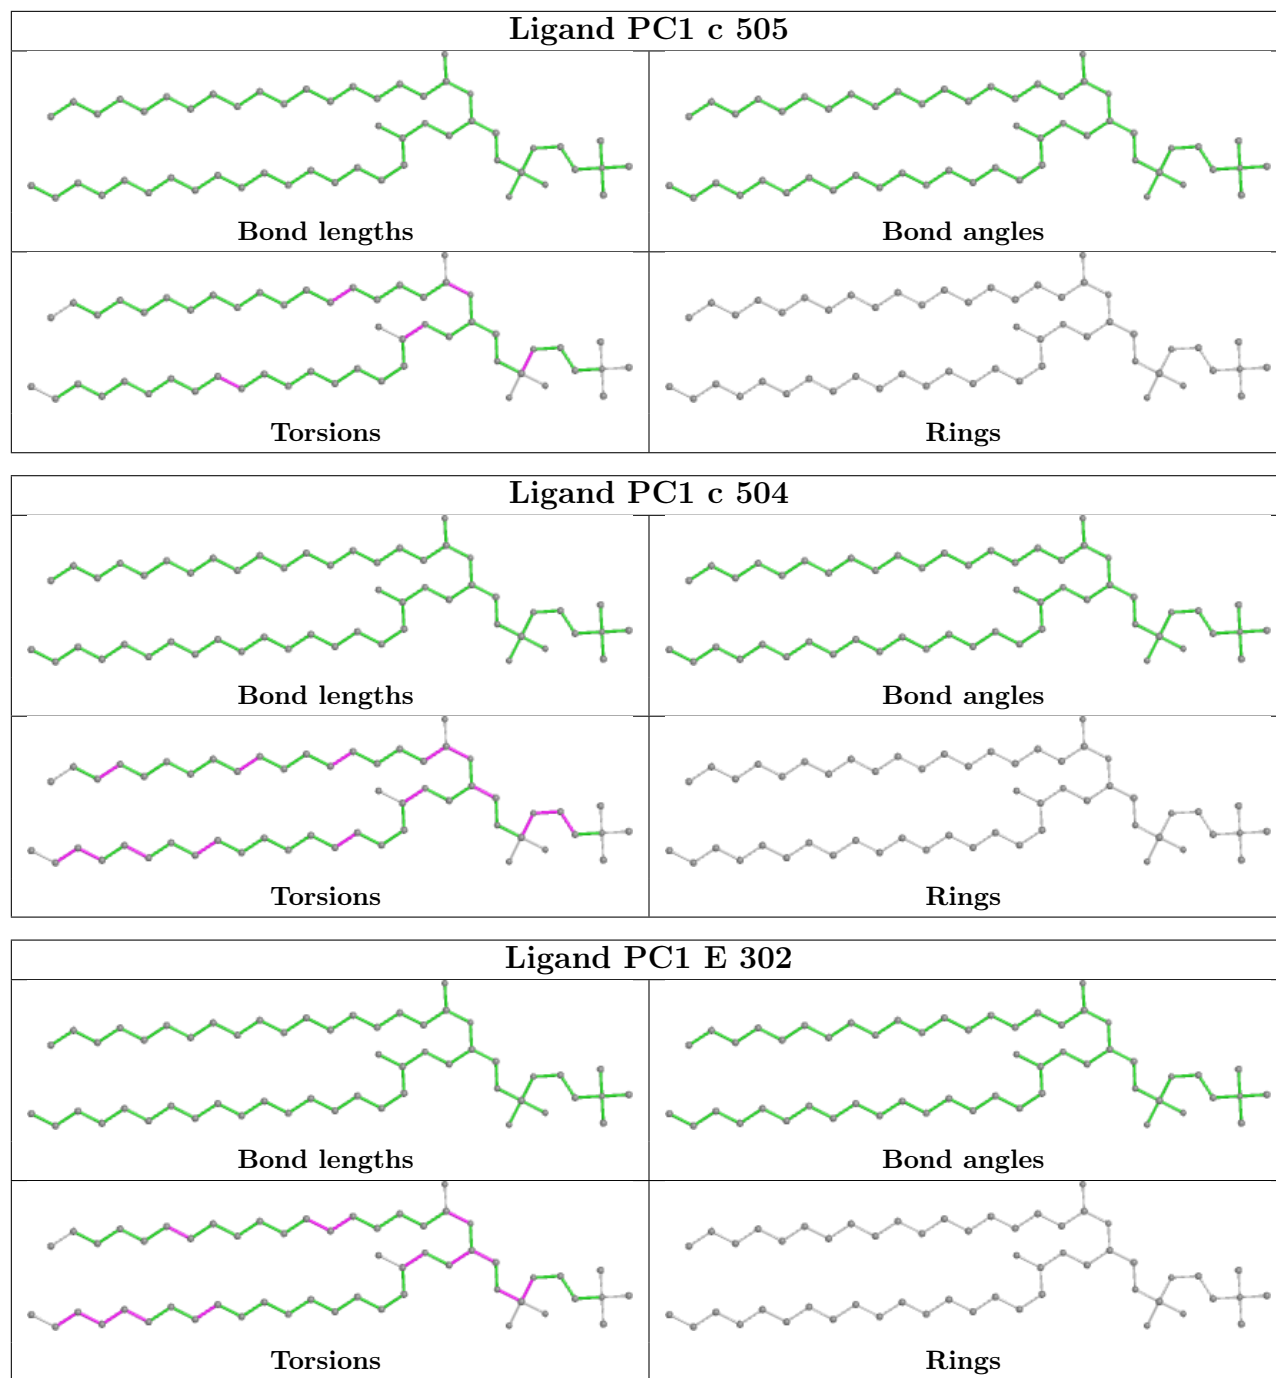 Ligand PC1 c 505
Bond lengths
Bond angles
Torsions
Rings
Ligand PC1 c 504
Bond lengths
Bond angles
Torsions
Rings
Ligand PC1 E 302
Bond lengths
Bond angles
Torsions
Rings